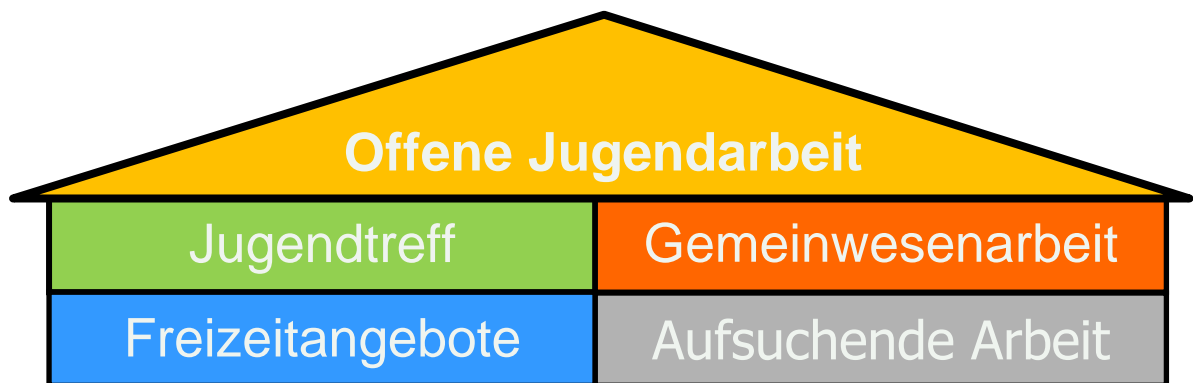 Offene Jugendarbeit
Jugendtreff
Gemeinwesenarbeit
Freizeitangebote
Aufsuchende Arbeit